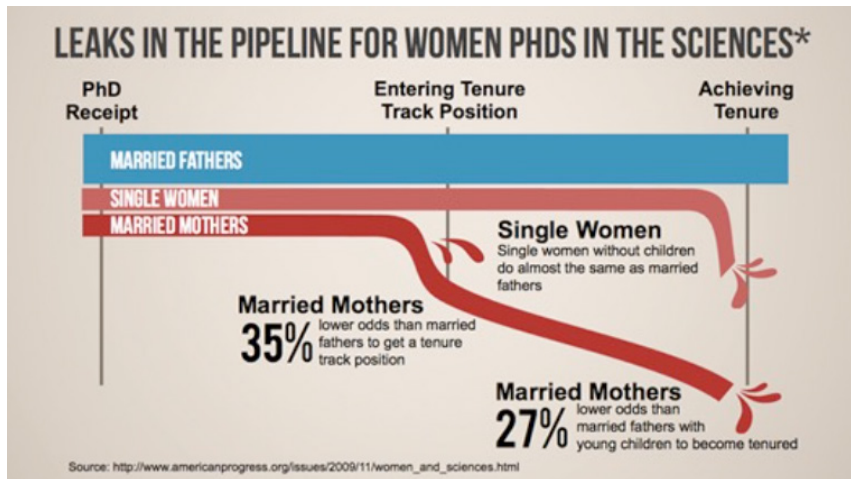 LEAKS IN THE PIPELINE FOR WOMEN PHDS IN THE SCIENCES*
PhD
Receipt
Entering Tenure
Track Position
Achieving
Tenure
MARRIED FATHERS
SINGLE WOMEN
MARRIED MOTHERS
Single Women
Single women without children
do almost the same as married
fathers
Married Mothers
35% lower odds than married
fathers to get a tenure
track position
Married Mothers
27% lower odds than
married fathers with
young children to become tenured
Source: http://www.americanprogress.org/issues/2009/11/women_and_sciences.html